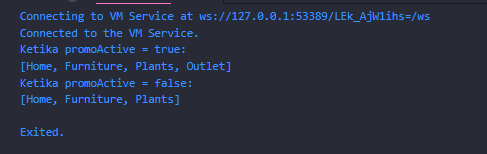 Connecting to VM Service at ws://127.0.0.1:53389/LEk_AjW1ihs=/ws
Connected to the VM Service.
Ketika promoActive = true:
[Home, Furniture, Plants, Outlet]
Ketika promoActive = false:
[Home, Furniture, Plants]
Exited.